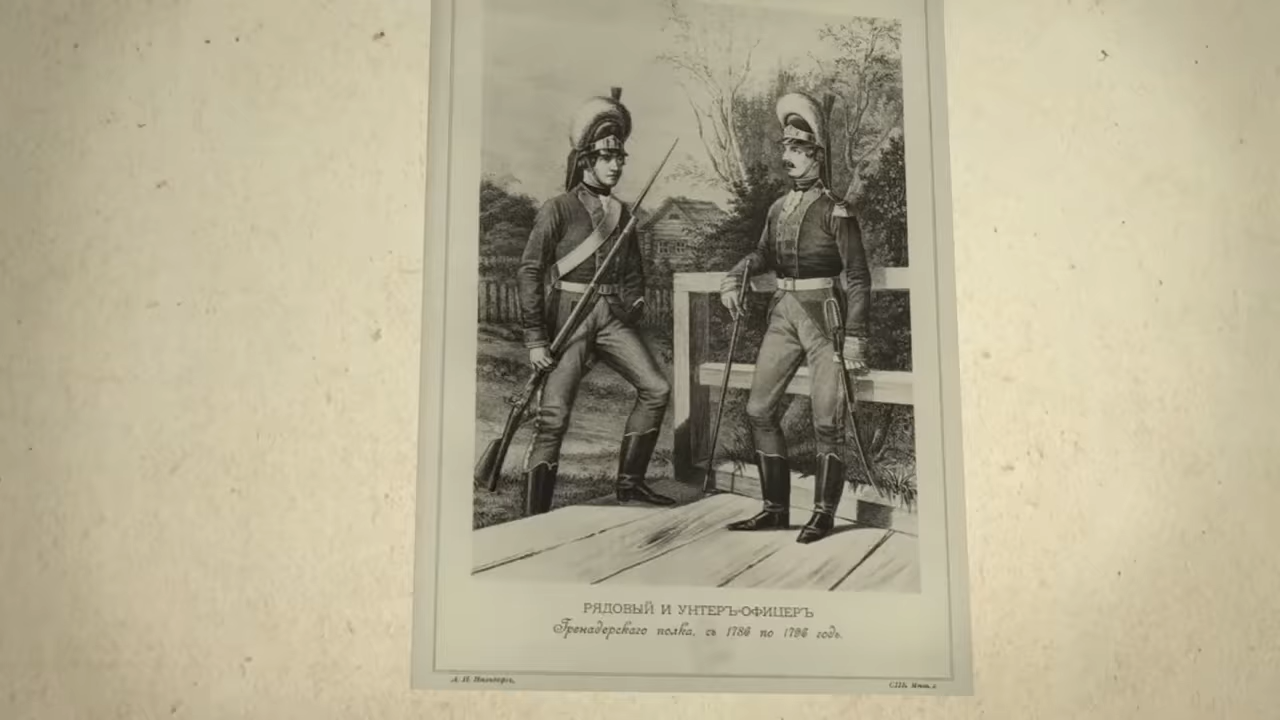 РЯДОВЫЙ И УНТЕРЪ-ОФИЦЕРЪ
Гренадерскаго полка, съ 1786 по 1796 годъ.